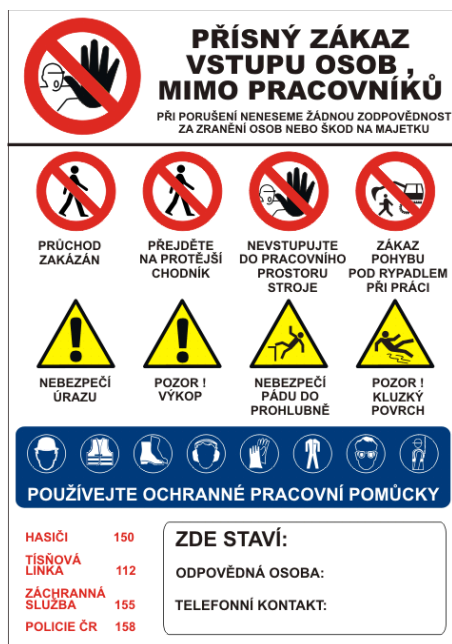 PŘÍSNÝ ZÁKAZ
VSTUPU OSOB ,
MIMO PRACOVNÍKŮ
PŘI PORUŠENÍ NENESEME ŽÁDNOU ZODPOVĚDNOST
ZA ZRANĚNÍ OSOB NEBO ŠKOD NA MAJETKU
PRŮCHOD
ZAKÁZÁN
PŘEJDĚTE
NA PROTĚJŠÍ
CHODNÍK
NEVSTUPUJTE
DO PRACOVNÍHO
PROSTORU
STROJE
ZÁKAZ
POHYBU
POD RYPADLEM
PŘI PRÁCI
NEBEZPEČÍ
ÚRAZU
POZOR !
VÝKOP
NEBEZPEČÍ
PÁDU DO
PROHLUBNĚ
POZOR !
KLUZKÝ
POVRCH
POUŽÍVEJTE OCHRANNÉ PRACOVNÍ POMŮCKY
HASIČI 150
TÍSŇOVÁ
LINKA 112
ZÁCHRANNÁ
SLUŽBA 155
POLICIE ČR 158
ZDE STAVÍ:
ODPOVĚDNÁ OSOBA:
TELEFONNÍ KONTAKT: